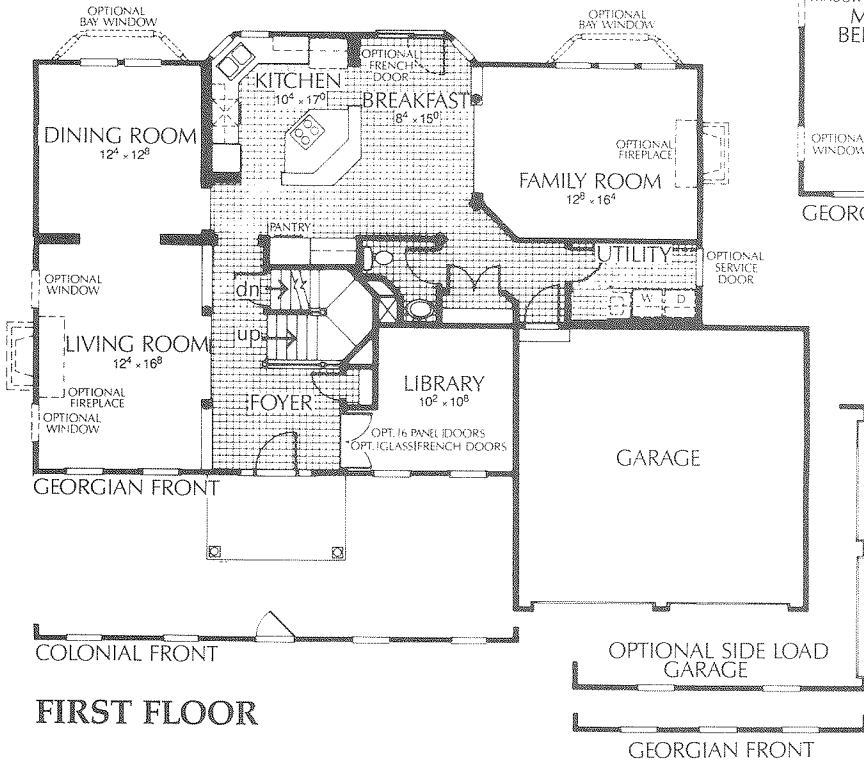 OPTIONAL
BAY WINDOW
OPTIONAL
BAY WINDOW
KITCHEN
10⁴ × 17⁰
OPTIONAL
FRENCH
DOOR
BREAKFAST
8⁴ × 15⁰
DINING ROOM
12⁴ × 12⁸
OPTIONAL
FIREPLACE
FAMILY ROOM
12⁸ × 16⁴
OPTIONAL
WINDOW
GEORG
PANTRY
UTILITY
OPTIONAL
SERVICE
DOOR
W
D
OPTIONAL
WINDOW
dn
up
LIVING ROOM
12⁴ × 16⁸
OPTIONAL
FIREPLACE
OPTIONAL
WINDOW
FOYER
LIBRARY
10² × 10⁸
OPT. 6 PANEL DOORS
OPT. GLASS FRENCH DOORS
GARAGE
GEORGIAN FRONT
COLONIAL FRONT
OPTIONAL SIDE LOAD
GARAGE
FIRST FLOOR
GEORGIAN FRONT